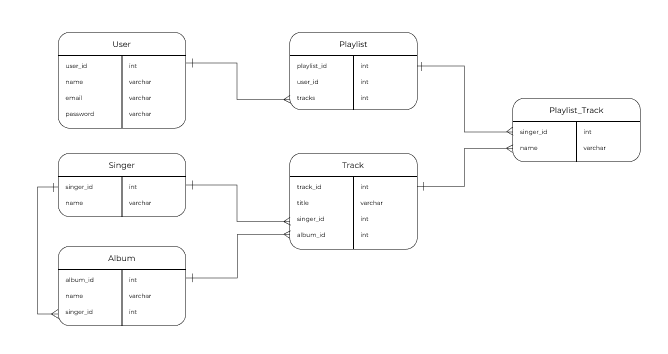 User
user_id int
name varchar
email varchar
password varchar
Playlist
playlist_id int
user_id int
tracks int
Playlist_Track
singer_id int
name varchar
Singer
singer_id int
name varchar
Track
track_id int
title varchar
singer_id int
album_id int
Album
album_id int
name varchar
singer_id int